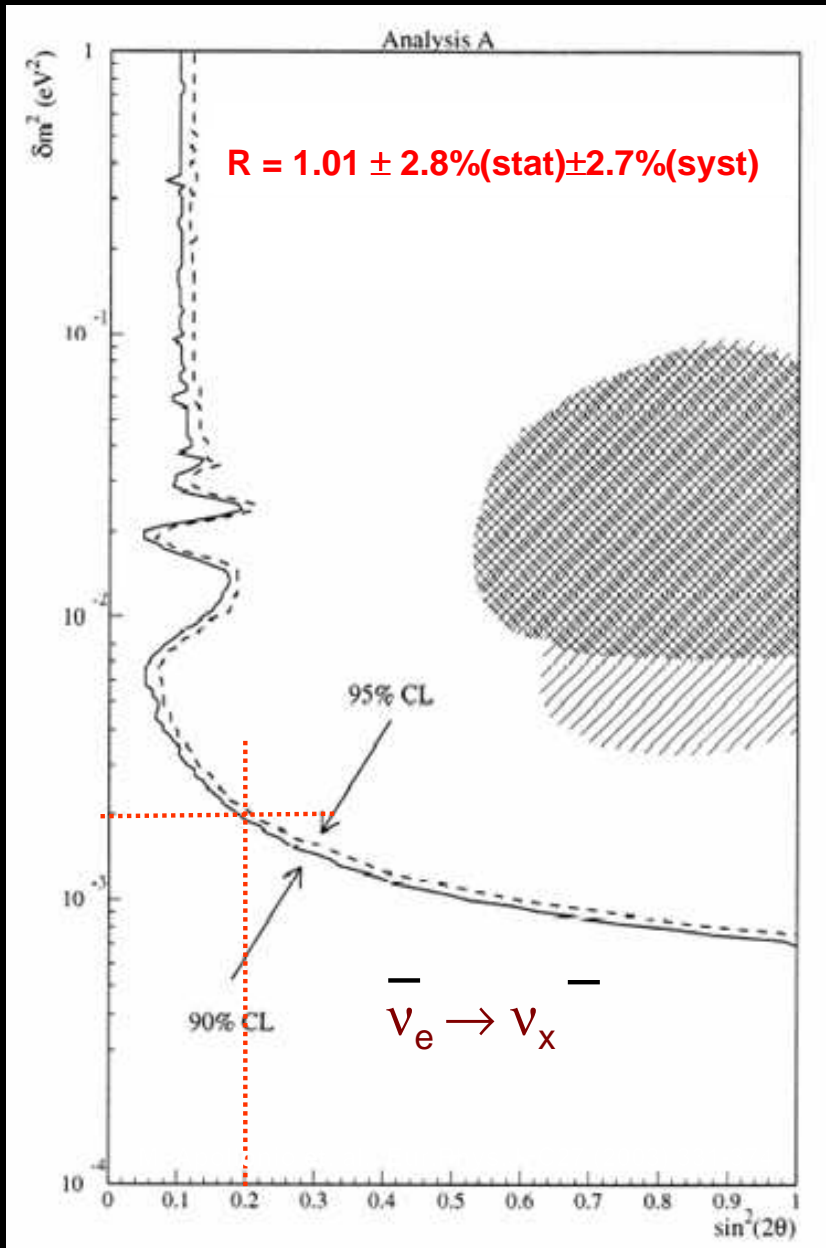 Analysis A
δm² (eV²)
R = 1.01 ± 2.8%(stat)±2.7%(syst)
1
10⁻¹
10⁻²
10⁻³
10⁻⁴
95% CL
90% CL
ν̅ₑ → ν̅ₓ
0 0.1 0.2 0.3 0.4 0.5 0.6 0.7 0.8 0.9 1
sin²(2θ)